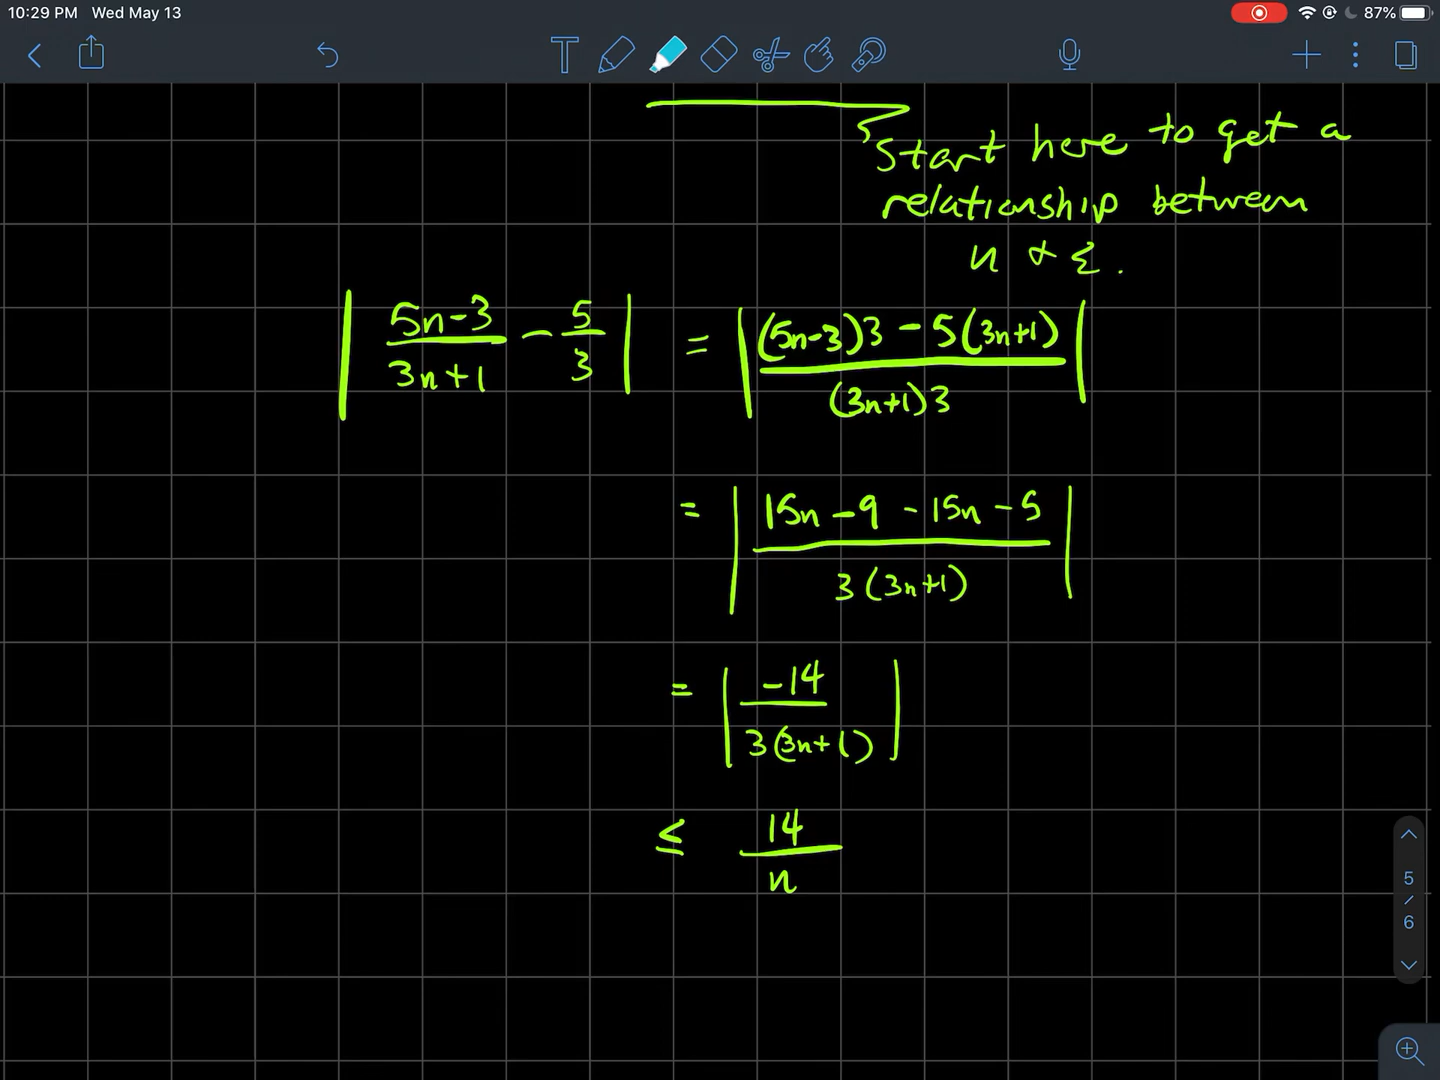 10:29 PM Wed May 13 87%
Start here to get a
relationship between
n & ε.
| (5n-3)/(3n+1) - 5/3 | = | ((5n-3)3 - 5(3n+1))/((3n+1)3) |
= | (15n - 9 - 15n - 5)/(3(3n+1)) |
= | -14/(3(3n+1)) |
≤ 14/n
5
/
6